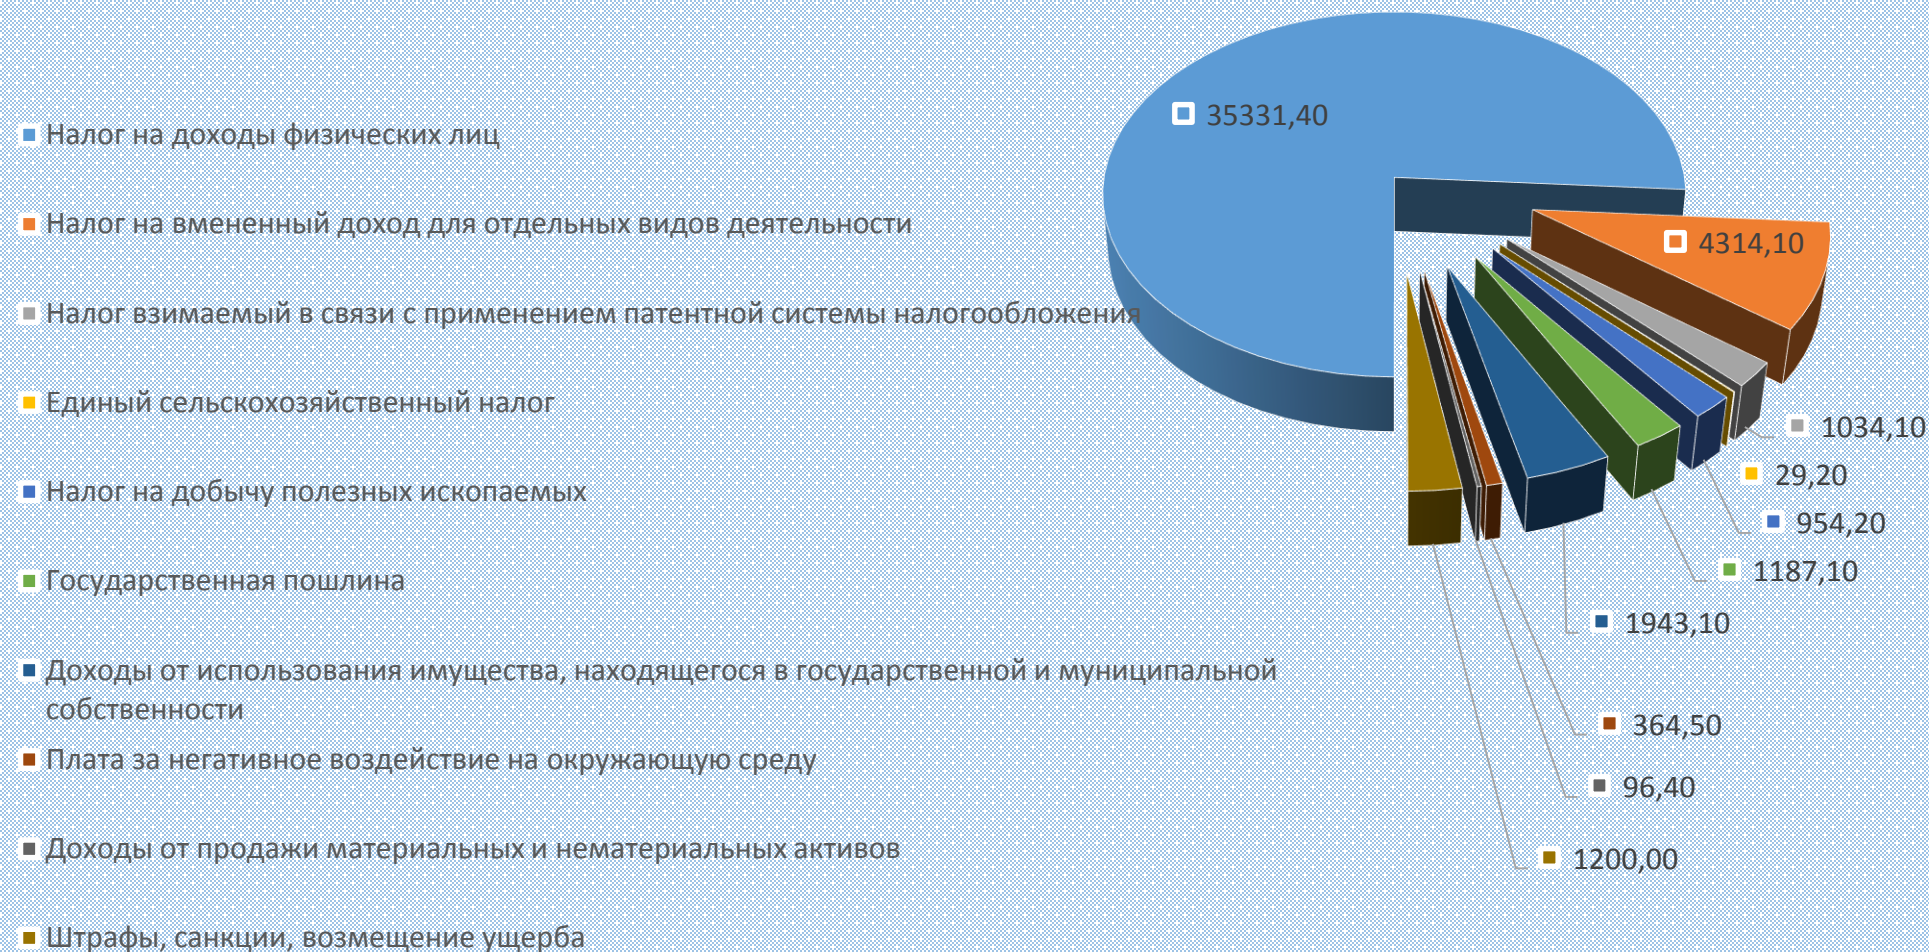 Налог на доходы физических лиц
Налог на вмененный доход для отдельных видов деятельности
Налог взимаемый в связи с применением патентной системы налогообложения
Единый сельскохозяйственный налог
Налог на добычу полезных ископаемых
Государственная пошлина
Доходы от использования имущества, находящегося в государственной и муниципальной
собственности
Плата за негативное воздействие на окружающую среду
Доходы от продажи материальных и нематериальных активов
Штрафы, санкции, возмещение ущерба
35331,40
4314,10
1034,10
29,20
954,20
1187,10
1943,10
364,50
96,40
1200,00